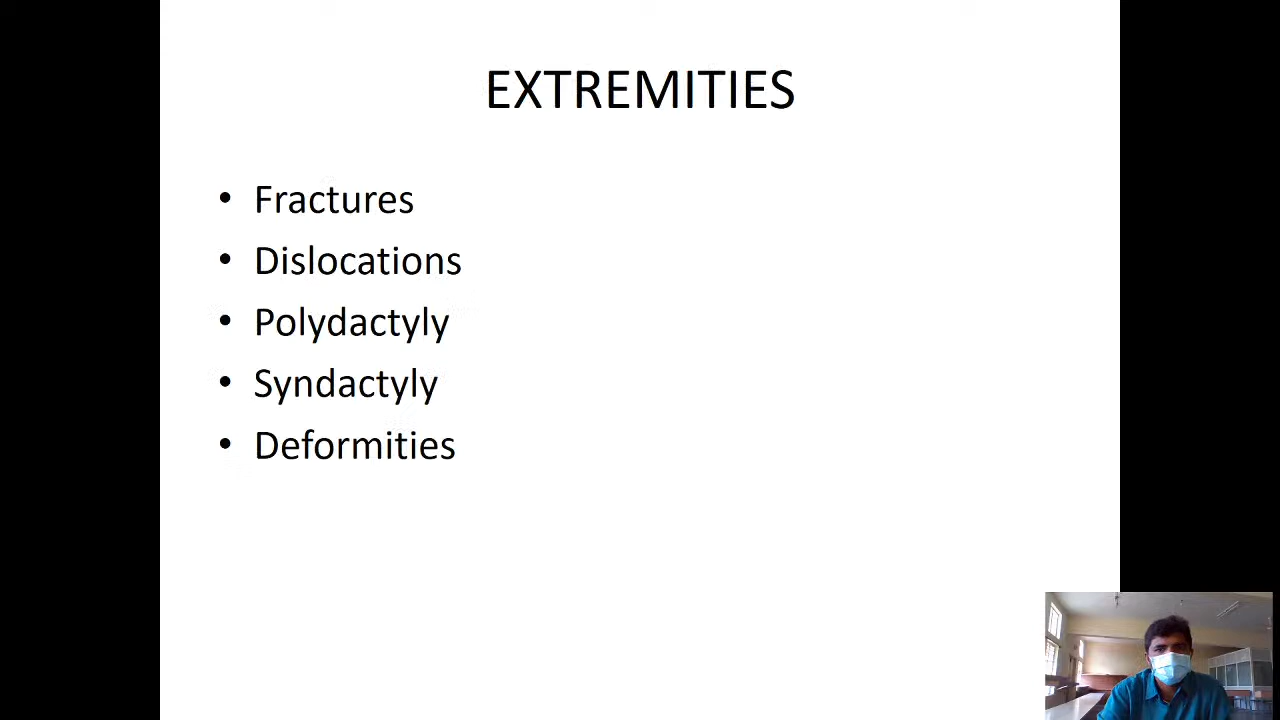 EXTREMITIES
• Fractures
• Dislocations
• Polydactyly
• Syndactyly
• Deformities